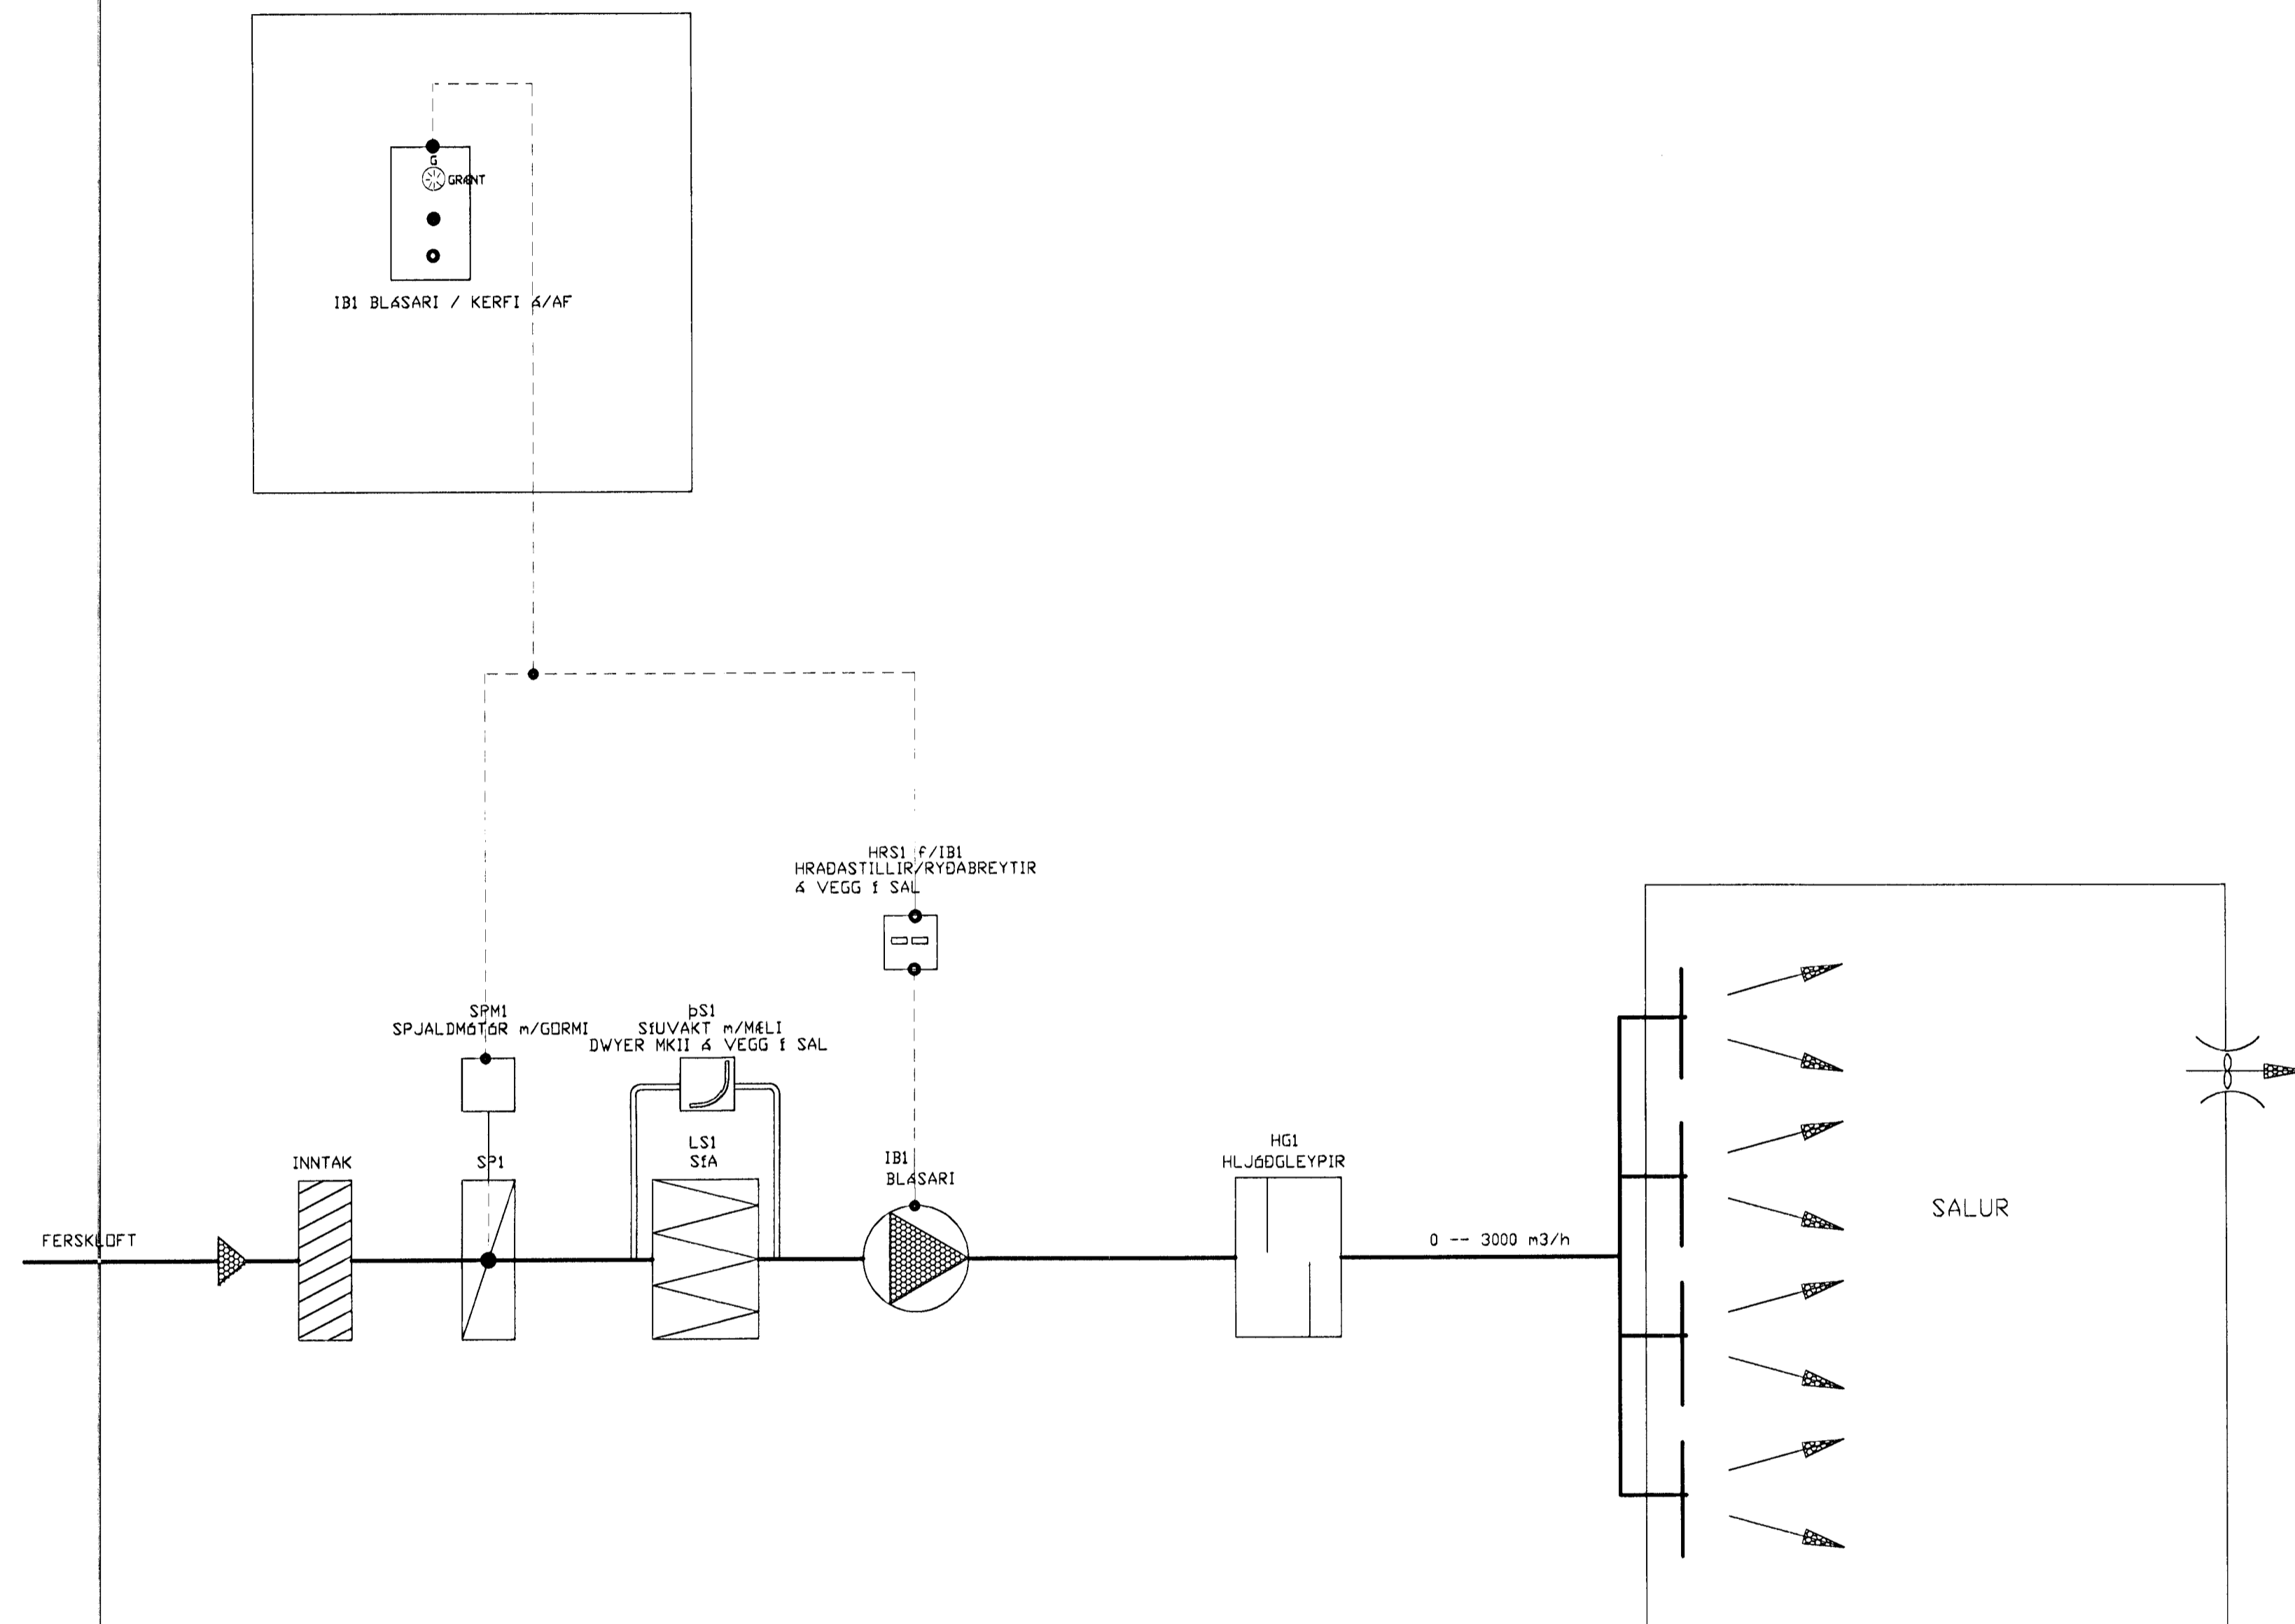 G
GRÆNT
IB1 BLÁSARI / KERFI Á/AF
HRS1 f/IB1
HRAÐASTILLIR/RYÐABREYTIR
Á VEGG Í SAL
SPM1
SPJALDMÓTÓR m/GORMI
ÞS1
SÍUVAKT m/MÆLI
DWYER MKII Á VEGG Í SAL
INNTAK
SP1
LS1
SÍA
IB1
BLÁSARI
HG1
HLJÓÐGLEYPIR
FERSKLOFT
0 -- 3000 m3/h
SALUR